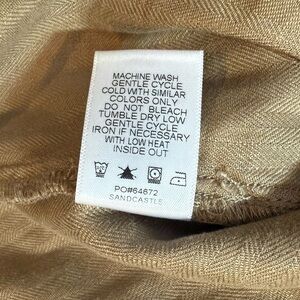 MACHINE WASH
GENTLE CYCLE
COLD WITH SIMILAR
COLORS ONLY
DO NOT BLEACH
TUMBLE DRY LOW
GENTLE CYCLE
IRON IF NECESSARY
WITH LOW HEAT
INSIDE OUT
PO#64672
SANDCASTLE